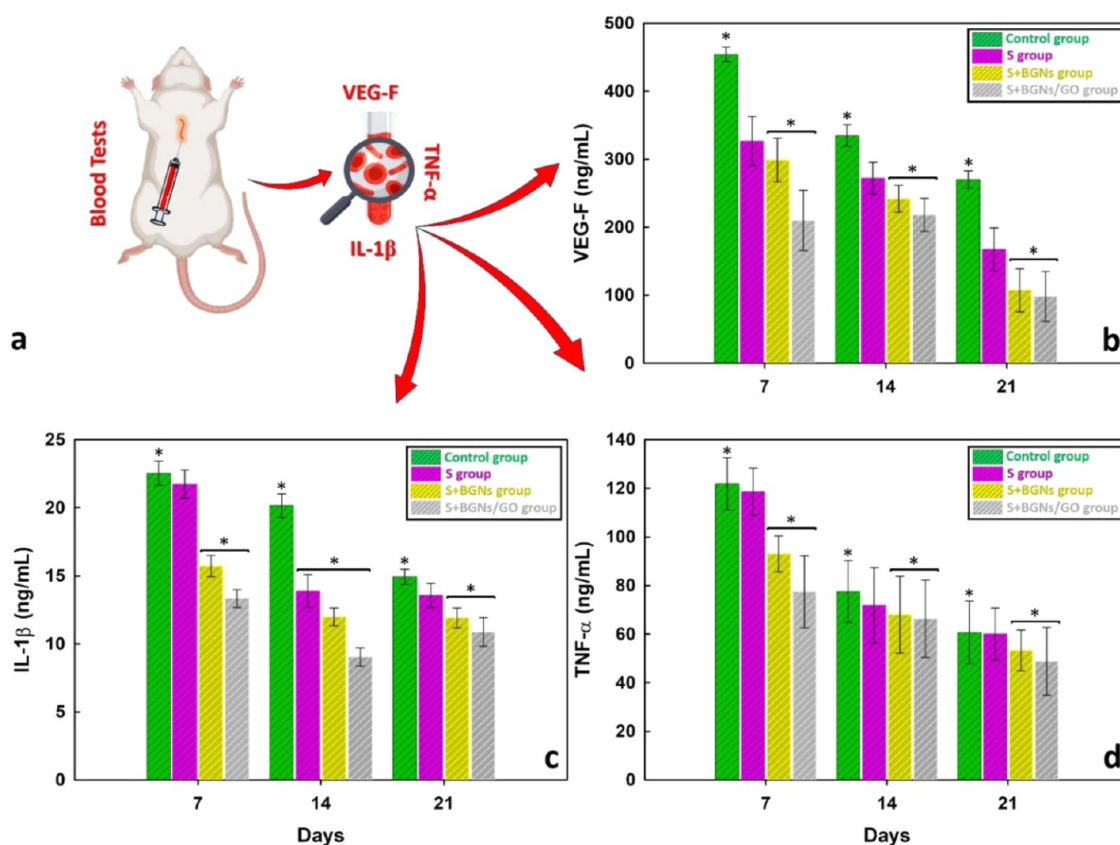 Blood Tests
VEG-F
TNF-α
IL-1β
a
500
400
300
200
100
0
VEG-F (ng/mL)
Control group
S group
S+BGNs group
S+BGNs/GO group
*
*
*
*
*
*
7
14
21
b
25
20
15
10
5
0
IL-1β (ng/mL)
Control group
S group
S+BGNs group
S+BGNs/GO group
*
*
*
*
*
*
7
14
21
Days
c
140
120
100
80
60
40
20
0
TNF-α (ng/mL)
Control group
S group
S+BGNs group
S+BGNs/GO group
*
*
*
*
*
*
7
14
21
Days
d